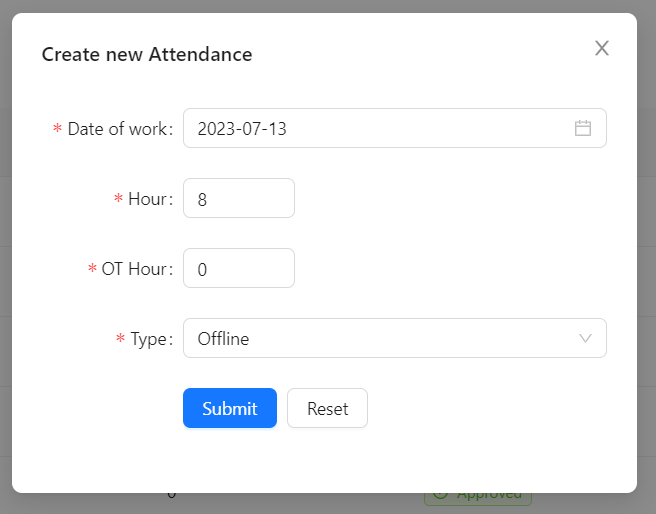 Create new Attendance
* Date of work: 2023-07-13
* Hour: 8
* OT Hour: 0
* Type: Offline
Submit Reset
0 Approved